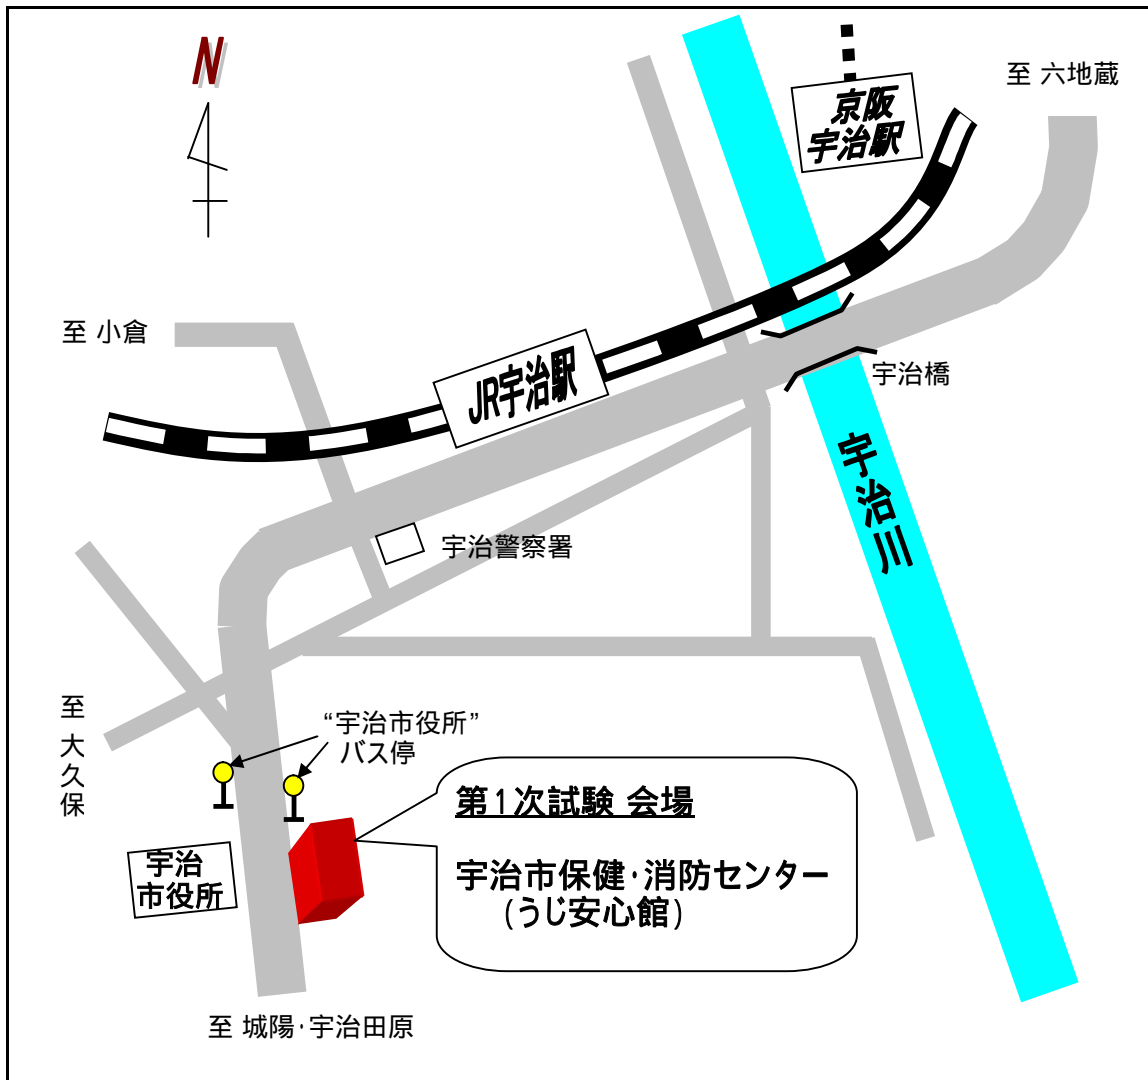 N
至 六地蔵
京阪
宇治駅
至 小倉
JR宇治駅
宇治橋
宇治川
宇治警察署
至 大久保
“宇治市役所”
バス停
第1次試験 会場
宇治市保健・消防センター
(うじ安心館)
宇治
市役所
至 城陽・宇治田原